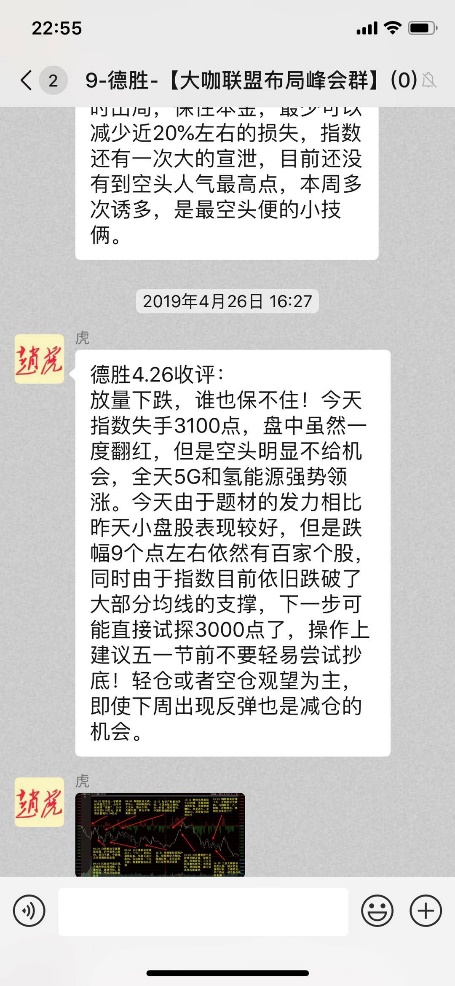 22:55
2
9-德胜-【大咖联盟布局峰会群】(0)
时出局，保住本金，最少可以
减少近20%左右的损失，指数
还有一次大的宣泄，目前还没
有到空头人气最高点，本周多
次诱多，是最空头便的小技
俩。
2019年4月26日 16:27
虎
赵虎
德胜4.26收评：
放量下跌，谁也保不住！今天
指数失手3100点，盘中虽然一
度翻红，但是空头明显不给机
会，全天5G和氢能源强势领
涨。今天由于题材的发力相比
昨天小盘股表现较好，但是跌
幅9个点左右依然有百家个股，
同时由于指数目前依旧跌破了
大部分均线的支撑，下一步可
能直接试探3000点了，操作上
建议五一节前不要轻易尝试抄
底！轻仓或者空仓观望为主，
即使下周出现反弹也是减仓的
机会。
虎
赵虎